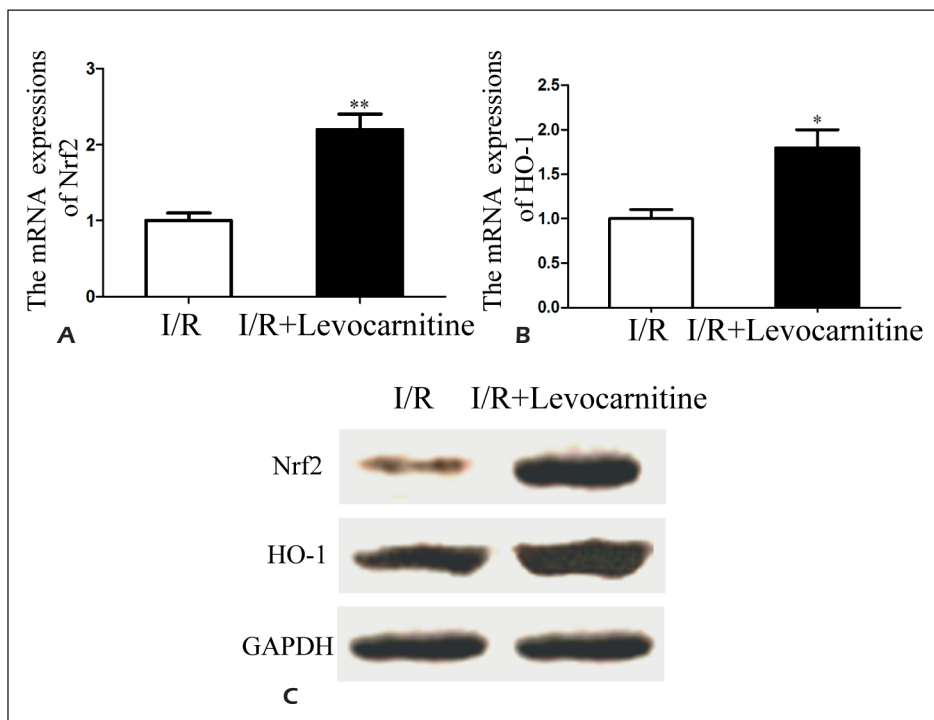 The mRNA expressions
of Nrf2
3
2
1
0
**
I/R I/R+Levocarnitine
A
The mRNA expressions
of HO-1
2.5
2.0
1.5
1.0
0.5
0.0
*
I/R I/R+Levocarnitine
B
I/R I/R+Levocarnitine
Nrf2
HO-1
GAPDH
C